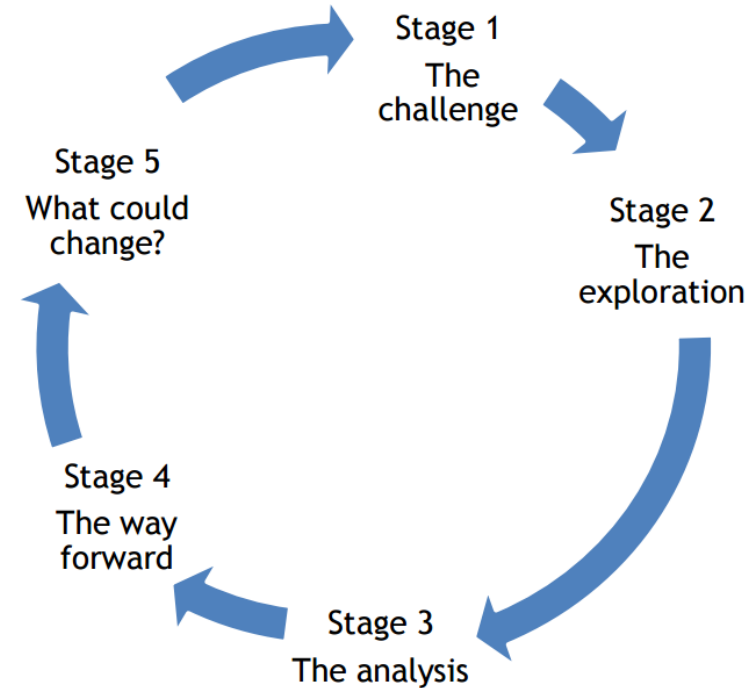 Stage 1
The
challenge
Stage 2
The
exploration
Stage 3
The analysis
Stage 4
The way
forward
Stage 5
What could
change?